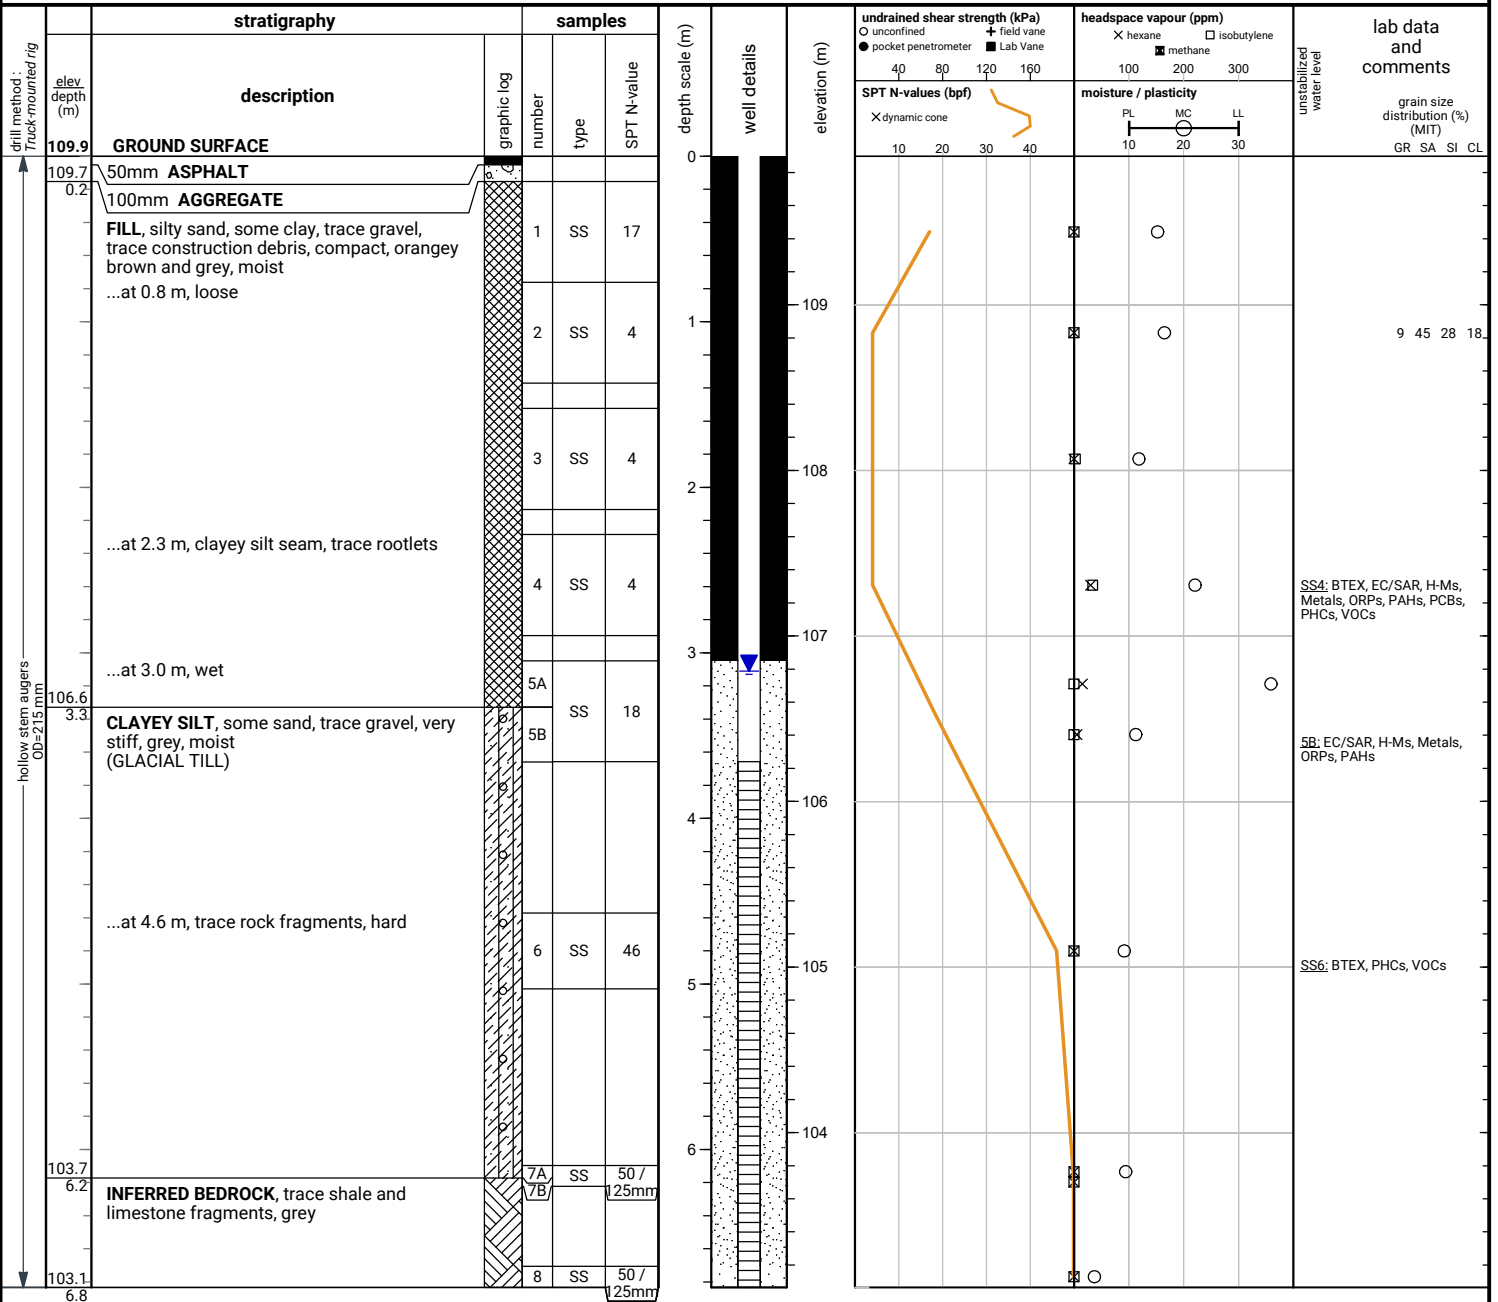 stratigraphy
samples
drill method :
Truck-mounted rig
elev
depth
(m)
description
graphic log
number
type
SPT N-value
depth scale (m)
well details
elevation (m)
undrained shear strength (kPa)
unconfined
field vane
pocket penetrometer
Lab Vane
40 80 120 160
SPT N-values (bpf)
dynamic cone
10 20 30 40
headspace vapour (ppm)
hexane
isobutylene
methane
100 200 300
moisture / plasticity
PL MC LL
10 20 30
unstabilized
water level
lab data
and
comments
grain size
distribution (%)
(MIT)
GR SA SI CL
109.9 GROUND SURFACE
109.7
0.2
50mm ASPHALT
100mm AGGREGATE
FILL, silty sand, some clay, trace gravel,
trace construction debris, compact, orangey
brown and grey, moist
...at 0.8 m, loose
...at 2.3 m, clayey silt seam, trace rootlets
...at 3.0 m, wet
106.6
3.3
CLAYEY SILT, some sand, trace gravel, very
stiff, grey, moist
(GLACIAL TILL)
...at 4.6 m, trace rock fragments, hard
103.7
6.2
INFERRED BEDROCK, trace shale and
limestone fragments, grey
103.1
6.8
hollow stem augers
OD=215 mm
1 SS 17
2 SS 4
3 SS 4
4 SS 4
5A
SS 18
5B
6 SS 46
7A SS 50 /
7B 125mm
8 SS 50 /
125mm
0
1
2
3
4
5
6
109
108
107
106
105
104
9 45 28 18
SS4: BTEX, EC/SAR, H-Ms,
Metals, ORPs, PAHs, PCBs,
PHCs, VOCs
5B: EC/SAR, H-Ms, Metals,
ORPs, PAHs
SS6: BTEX, PHCs, VOCs